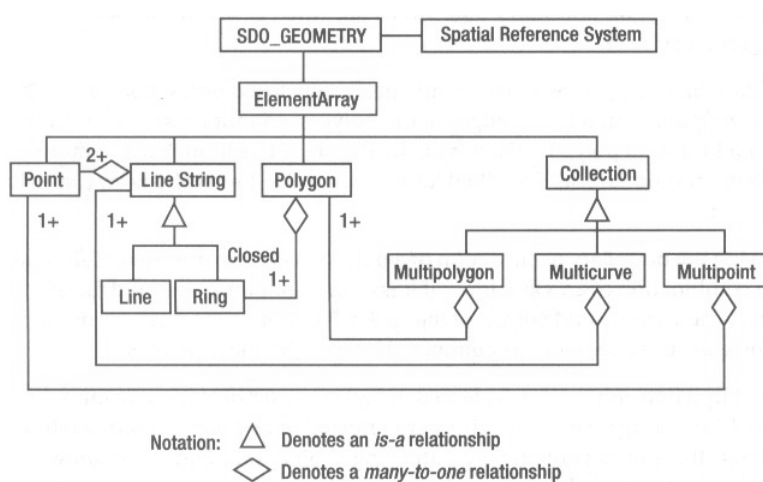 SDO_GEOMETRY
Spatial Reference System
ElementArray
2+
Point
Line String
Polygon
Collection
1+
1+
1+
Closed
1+
Line
Ring
Multipolygon
Multicurve
Multipoint
Notation:
Denotes an is-a relationship
Denotes a many-to-one relationship